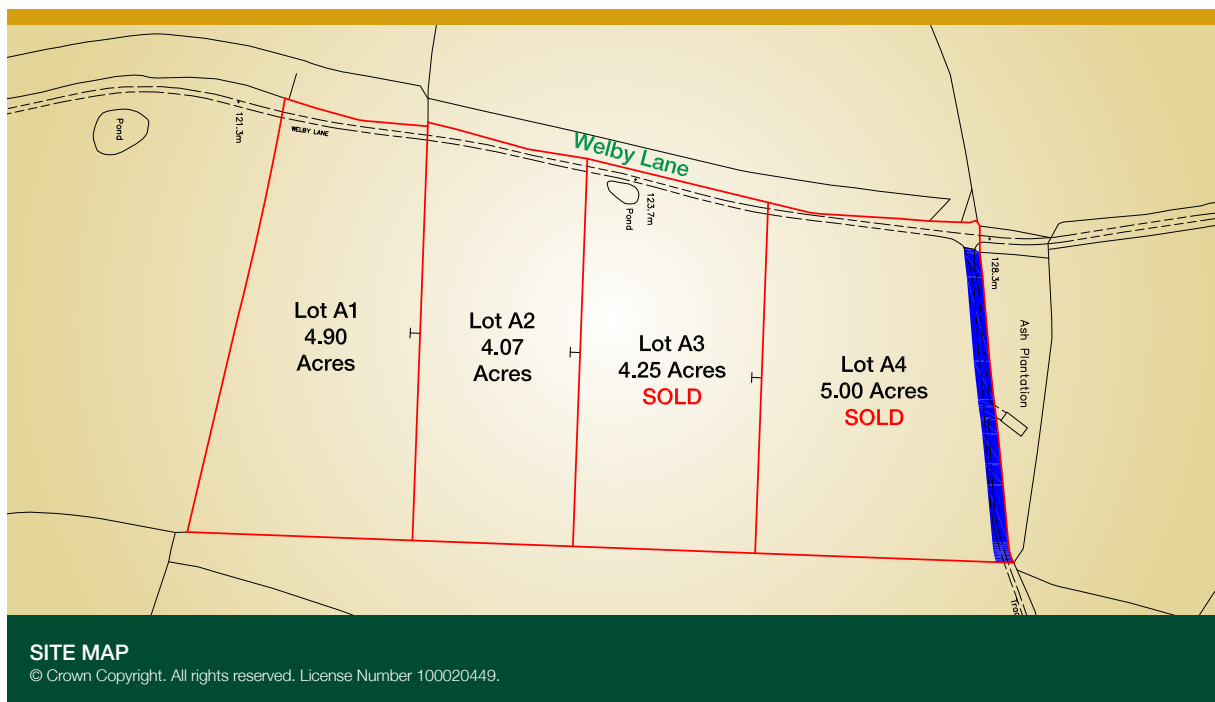 121.3m
Pond
WELBY LANE
Welby Lane
123.7m
Pond
128.3m
Ash Plantation
Lot A1
4.90
Acres
Lot A2
4.07
Acres
Lot A3
4.25 Acres
SOLD
Lot A4
5.00 Acres
SOLD
SITE MAP
© Crown Copyright. All rights reserved. License Number 100020449.